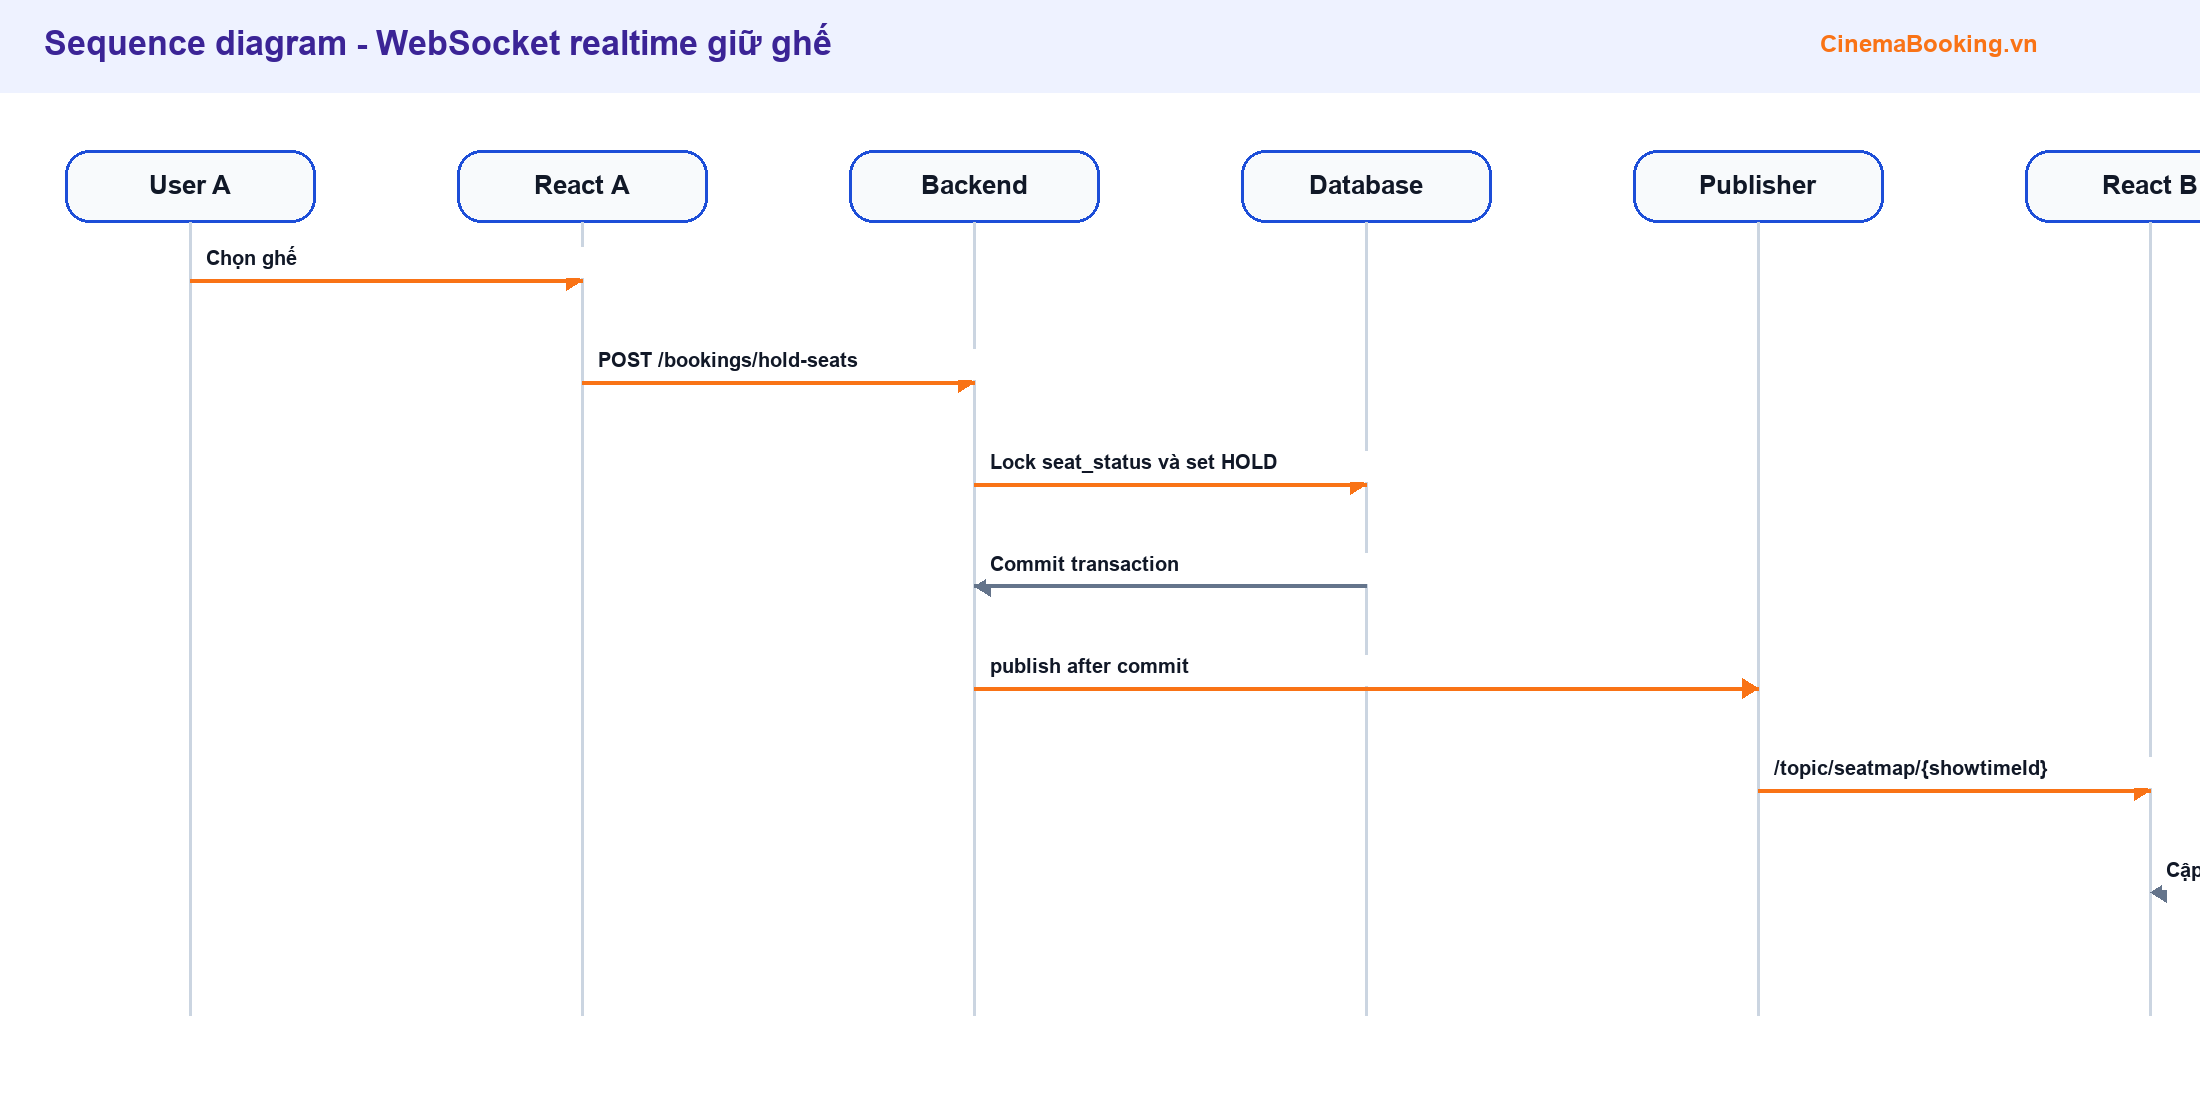 Sequence diagram - WebSocket realtime giữ ghế
CinemaBooking.vn
User A
React A
Backend
Database
Publisher
React B
Chọn ghế
POST /bookings/hold-seats
Lock seat_status và set HOLD
Commit transaction
publish after commit
/topic/seatmap/{showtimeId}
Cập